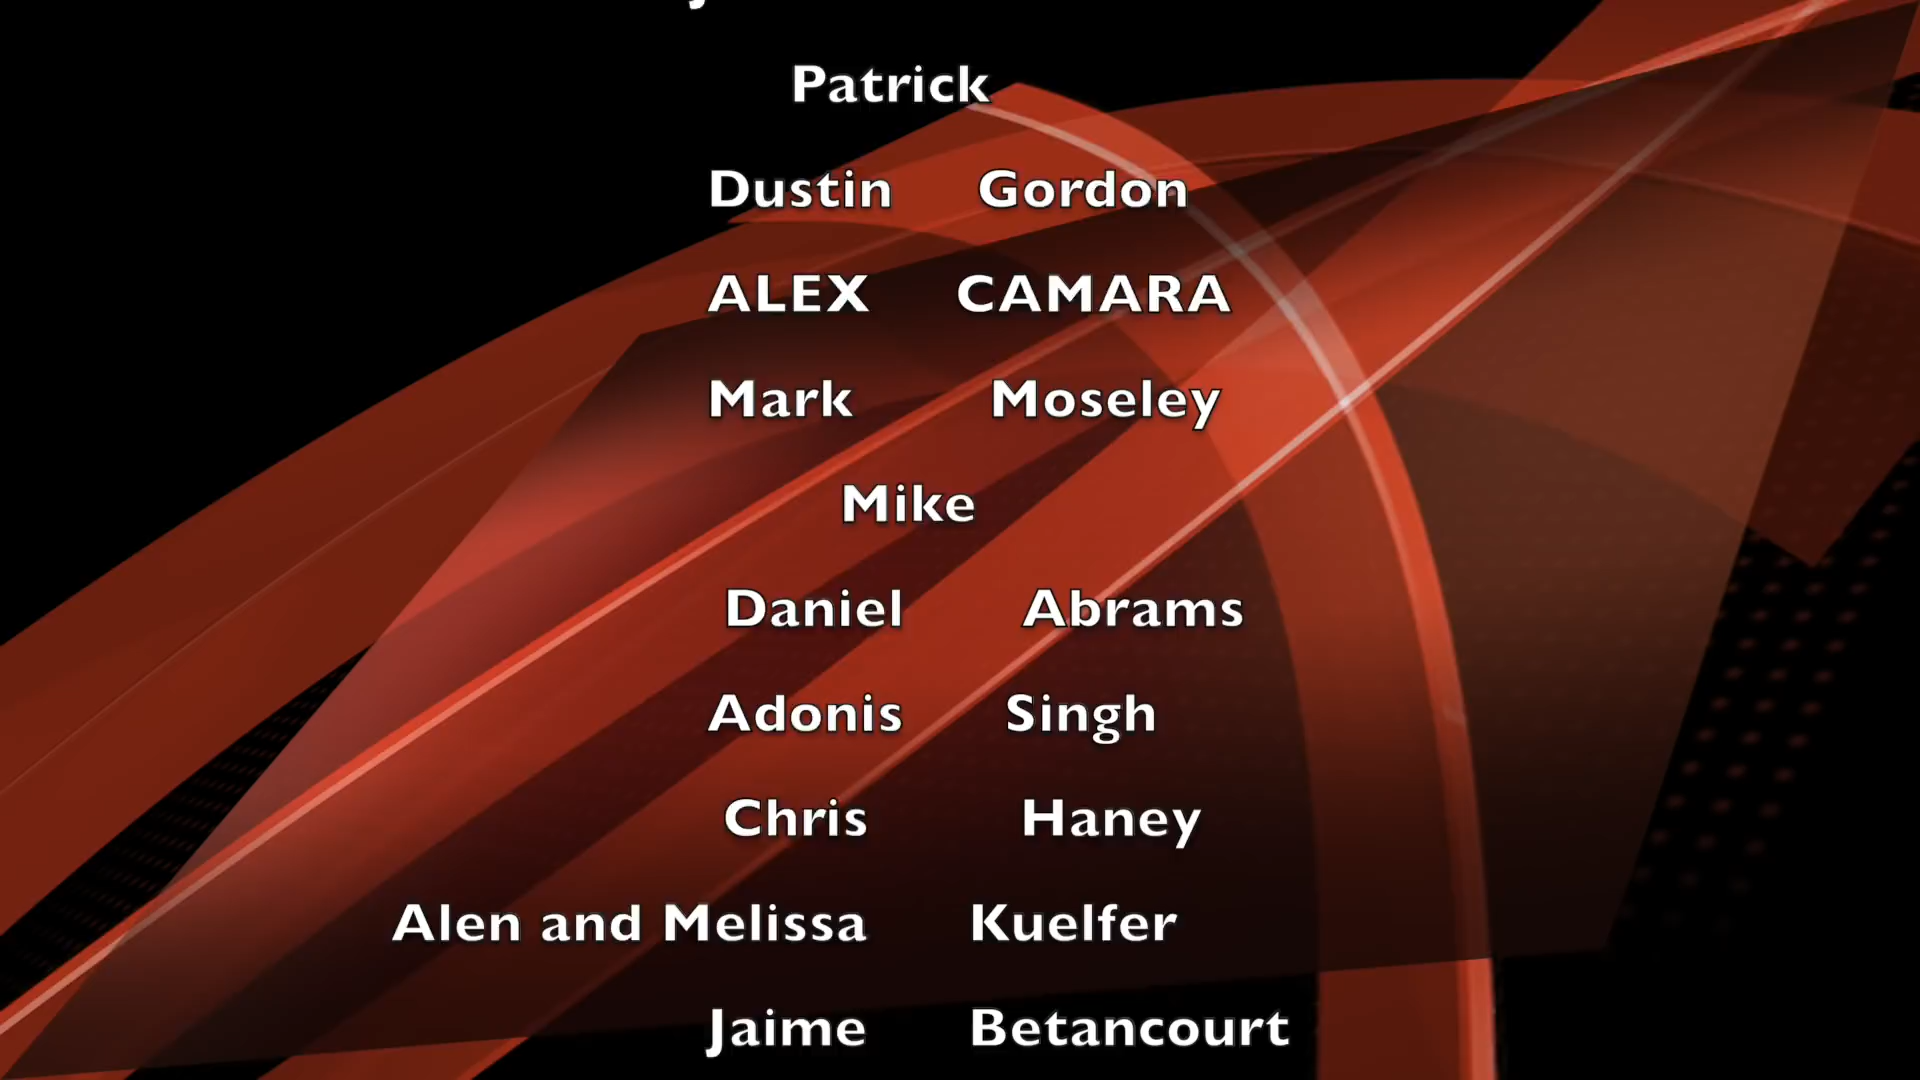 Patrick
Dustin Gordon
ALEX CAMARA
Mark Moseley
Mike
Daniel Abrams
Adonis Singh
Chris Haney
Alen and Melissa Kuelfer
Jaime Betancourt